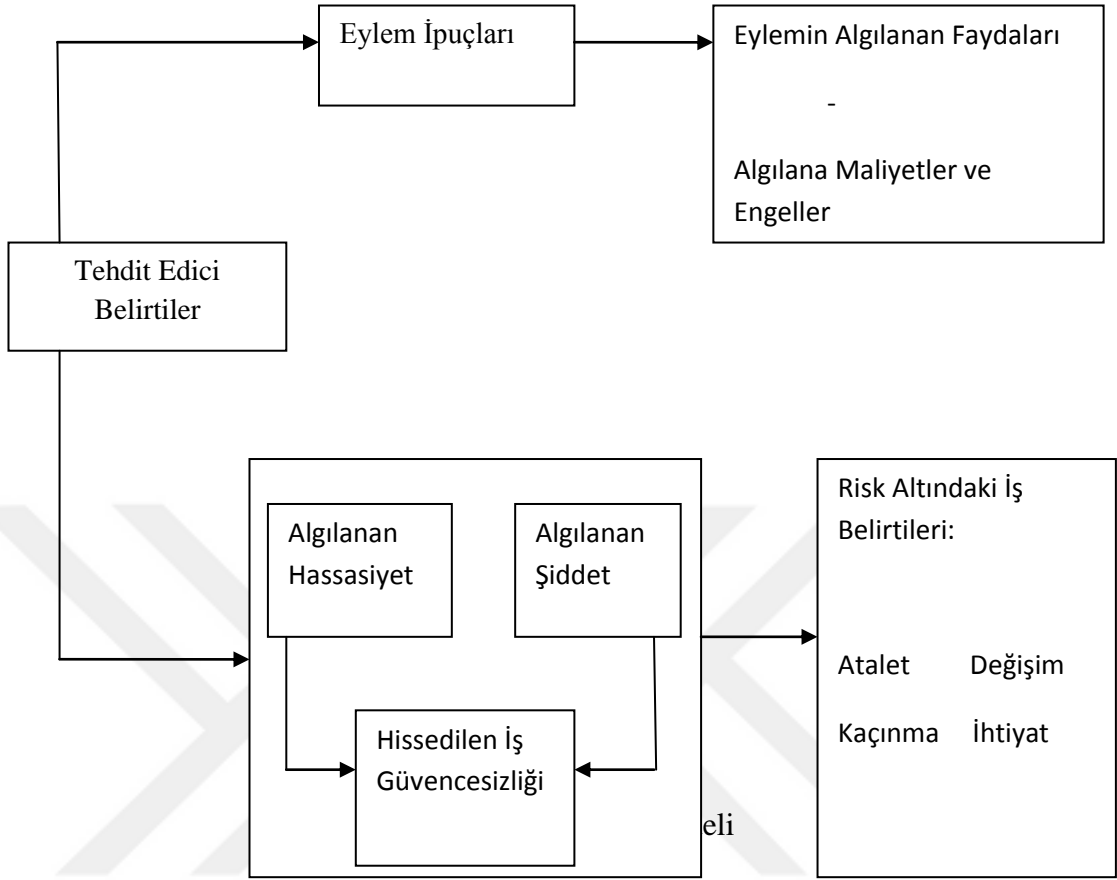 Eylem İpuçları
Eylemin Algılanan Faydaları
-
Algılana Maliyetler ve
Engeller
Tehdit Edici
Belirtiler
Algılanan
Hassasiyet
Algılanan
Şiddet
Hissedilen İş
Güvencesizliği
Risk Altındaki İş
Belirtileri:
Atalet Değişim
Kaçınma İhtiyat
eli